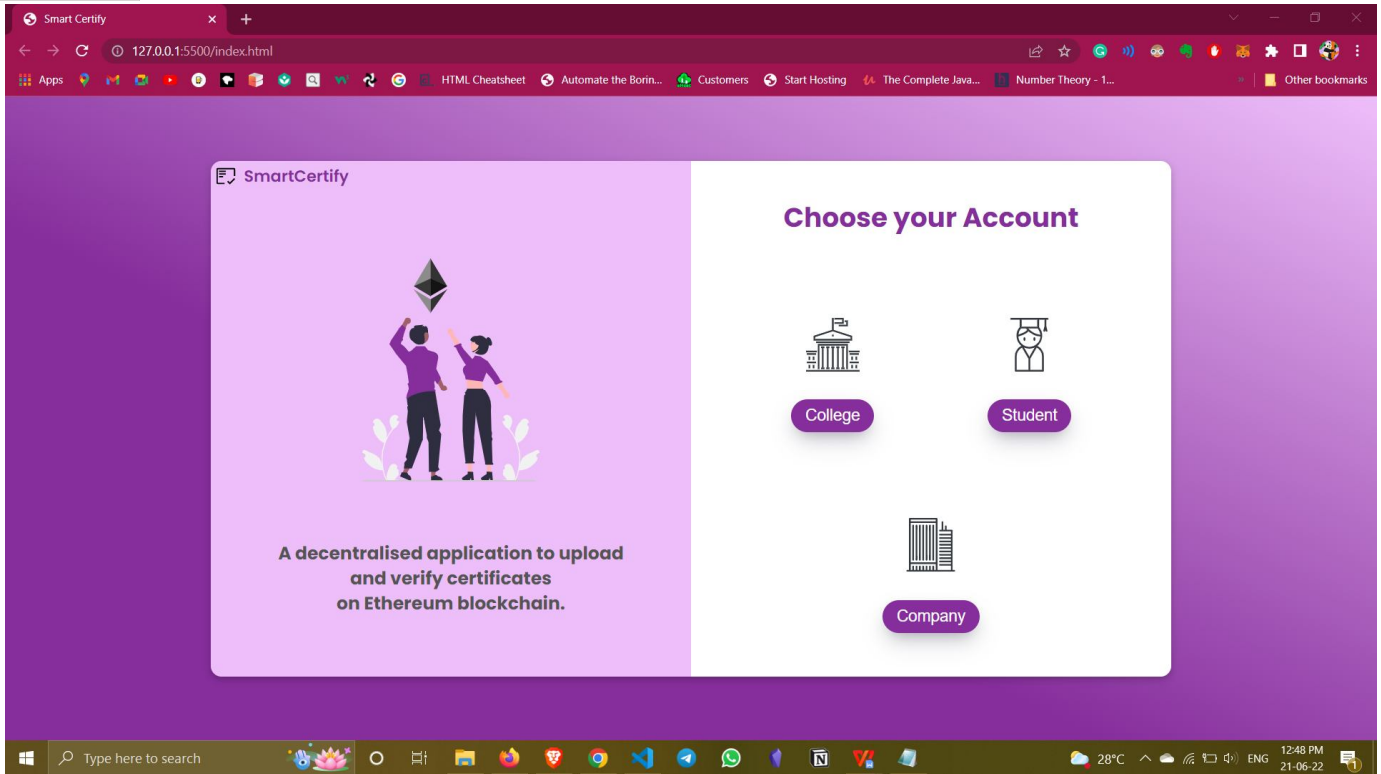 Smart Certify
127.0.0.1:5500/index.html
Apps
HTML Cheatsheet
Automate the Borin...
Customers
Start Hosting
The Complete Java...
Number Theory - 1...
Other bookmarks
SmartCertify
Choose your Account
College
Student
A decentralised application to upload
and verify certificates
on Ethereum blockchain.
Company
Type here to search
28°C
ENG
12:48 PM
21-06-22